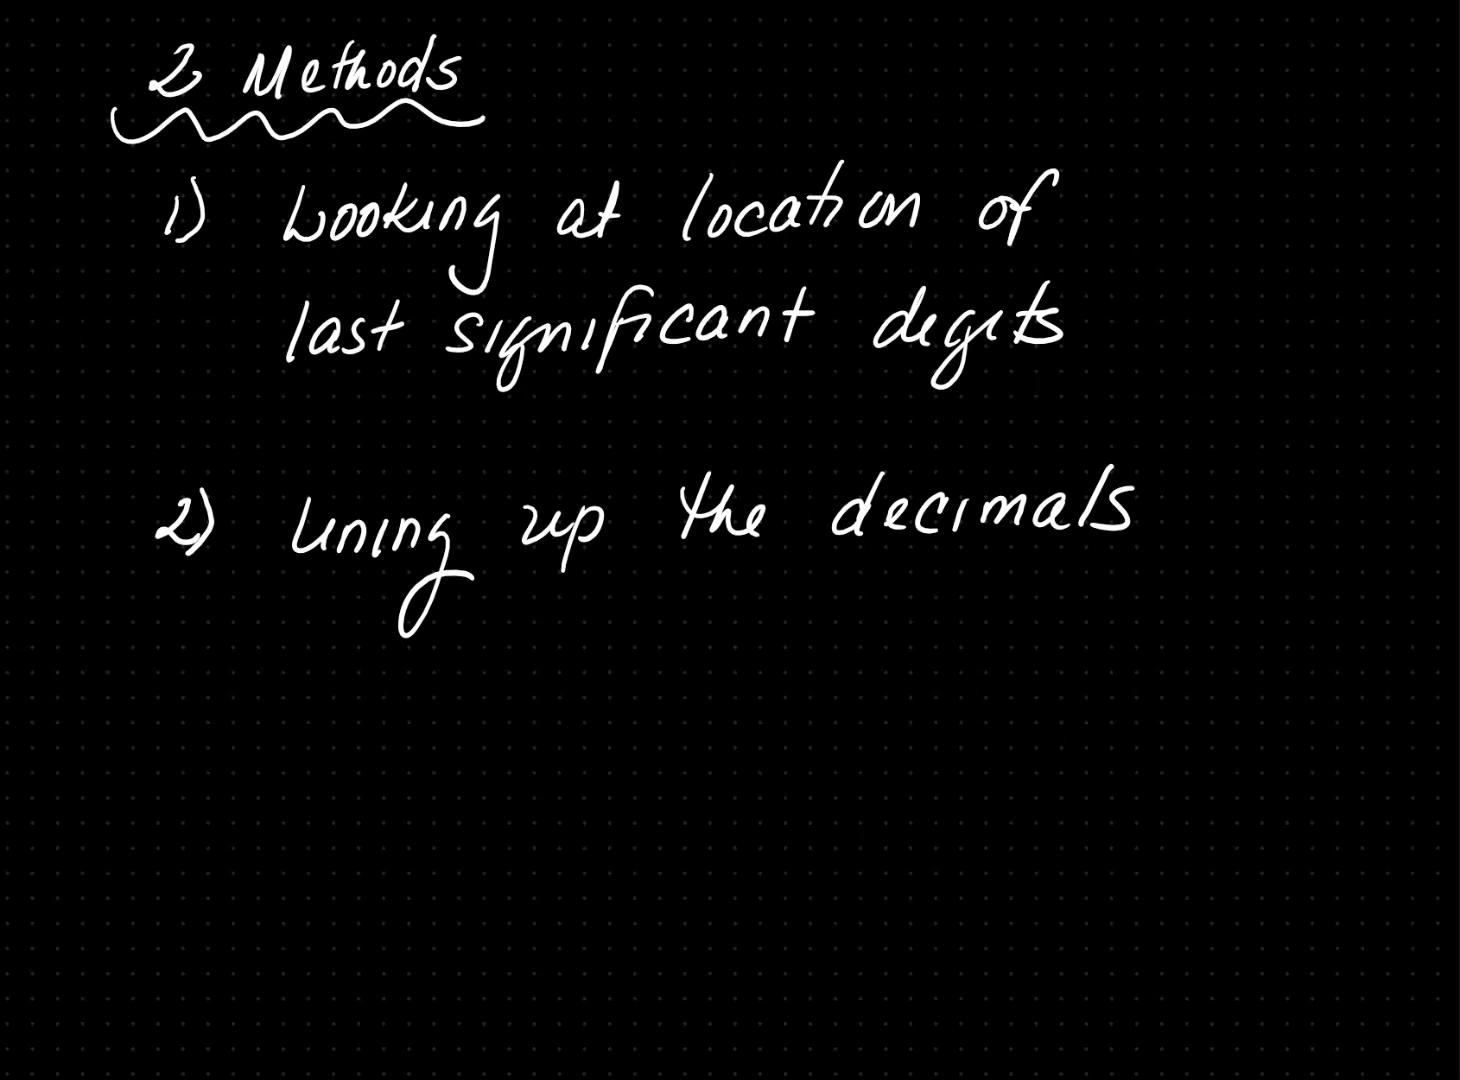 2 Methods
1) Looking at location of
last significant digits
2) Lining up the decimals